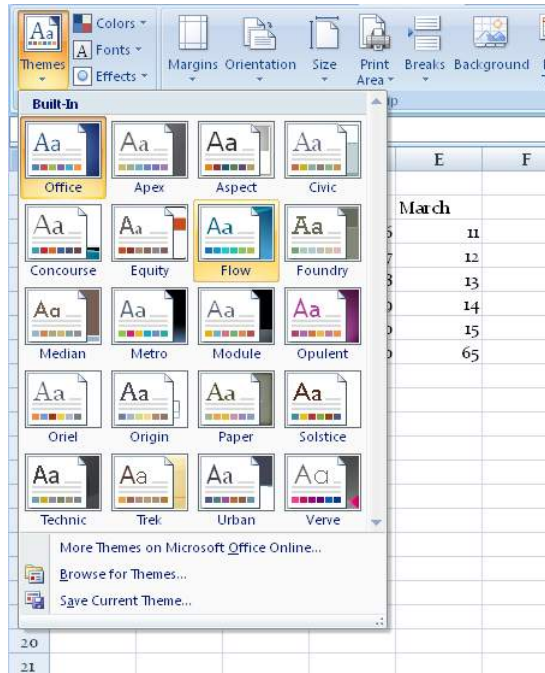 Colors
Fonts
Effects
Themes
Margins Orientation Size Print Area Breaks Background
Built-In
Aa Aa Aa Aa
Office Apex Aspect Civic
E F
March
Aa Aa Aa Aa
Concourse Equity Flow Foundry
11
12
13
Aa Aa Aa Aa
Median Metro Module Opulent
14
15
65
Aa Aa Aa Aa
Oriel Origin Paper Solstice
Aa Aa Aa Aa
Technic Trek Urban Verve
More Themes on Microsoft Office Online...
Browse for Themes...
Save Current Theme...
20
21